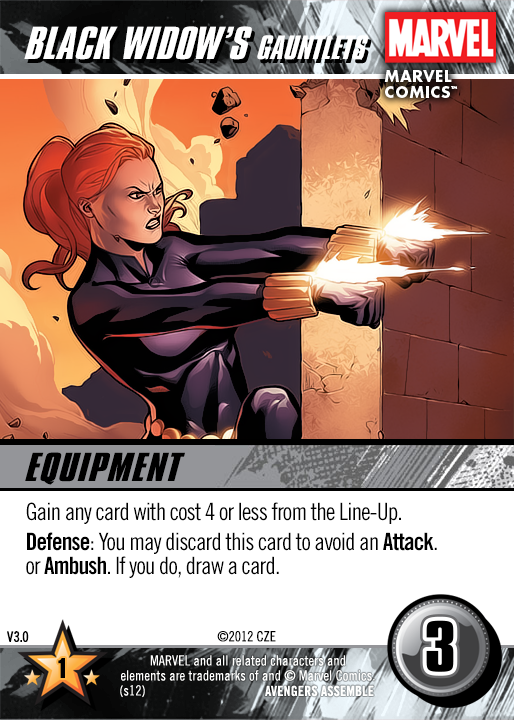 BLACK WIDOW'S GAUNTLETS
MARVEL
MARVEL
COMICS™
EQUIPMENT
Gain any card with cost 4 or less from the Line-Up.
Defense: You may discard this card to avoid an Attack.
or Ambush. If you do, draw a card.
V3.0
©2012 CZE
1
MARVEL and all related characters and
elements are trademarks of and © Marvel Comics.
(s12)
AVENGERS ASSEMBLE
3